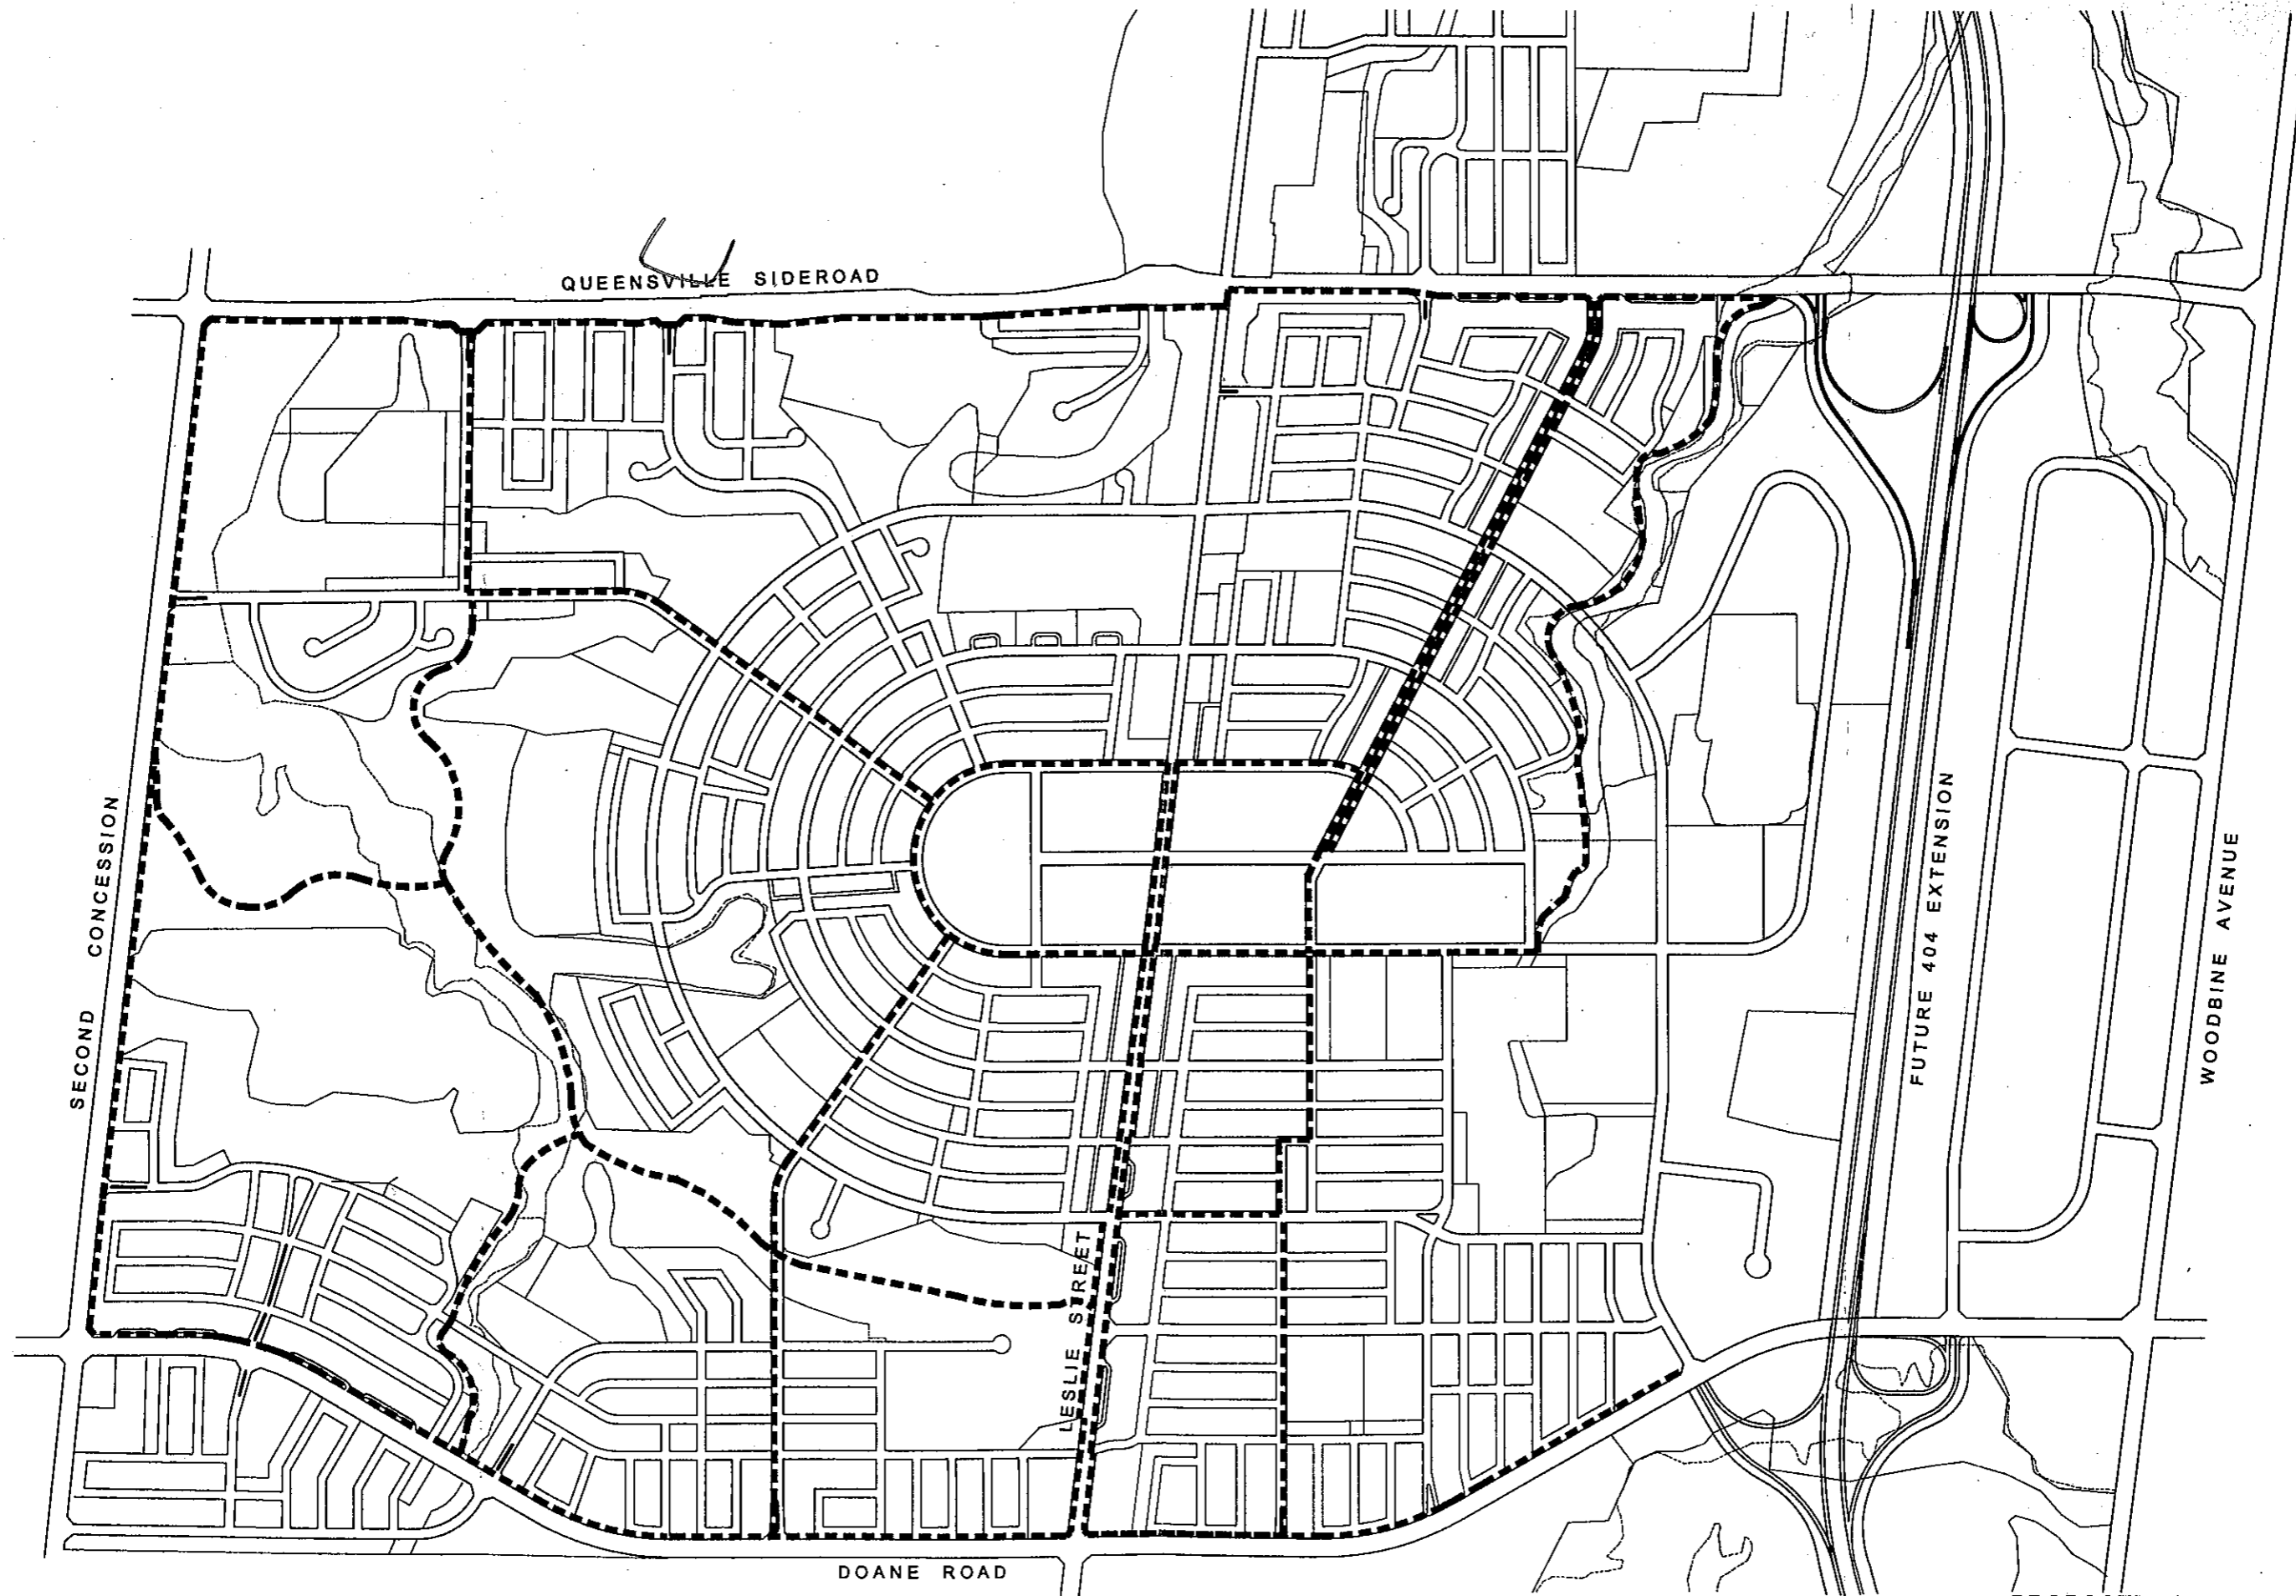 QUEENSVILLE SIDEROAD
SECOND CONCESSION
FUTURE 404 EXTENSION
WOODBINE AVENUE
LESLIE STREET
DOANE ROAD